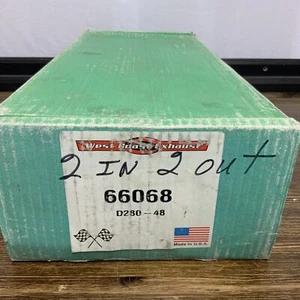 West Coast Exhaust
2 IN 2 OUT
66068
D280-48
Made in U.S.A.